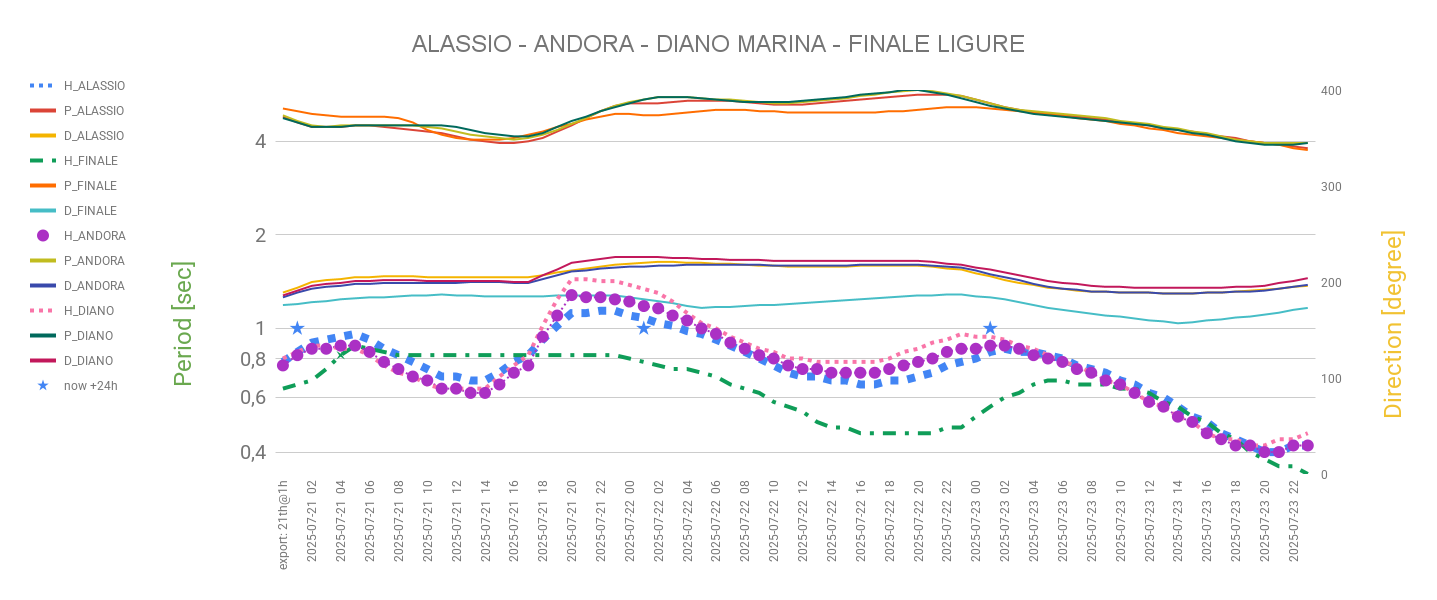 ALASSIO - ANDORA - DIANO MARINA - FINALE LIGURE
H_ALASSIO
P_ALASSIO
D_ALASSIO
H_FINALE
P_FINALE
D_FINALE
H_ANDORA
P_ANDORA
D_ANDORA
H_DIANO
P_DIANO
D_DIANO
now +24h
Period [sec]
4
2
1
0,8
0,6
0,4
400
300
200
100
0
Direction [degree]
export: 21th@1h
2025-07-21 02
2025-07-21 04
2025-07-21 06
2025-07-21 08
2025-07-21 10
2025-07-21 12
2025-07-21 14
2025-07-21 16
2025-07-21 18
2025-07-21 20
2025-07-21 22
2025-07-22 00
2025-07-22 02
2025-07-22 04
2025-07-22 06
2025-07-22 08
2025-07-22 10
2025-07-22 12
2025-07-22 14
2025-07-22 16
2025-07-22 18
2025-07-22 20
2025-07-22 22
2025-07-23 00
2025-07-23 02
2025-07-23 04
2025-07-23 06
2025-07-23 08
2025-07-23 10
2025-07-23 12
2025-07-23 14
2025-07-23 16
2025-07-23 18
2025-07-23 20
2025-07-23 22